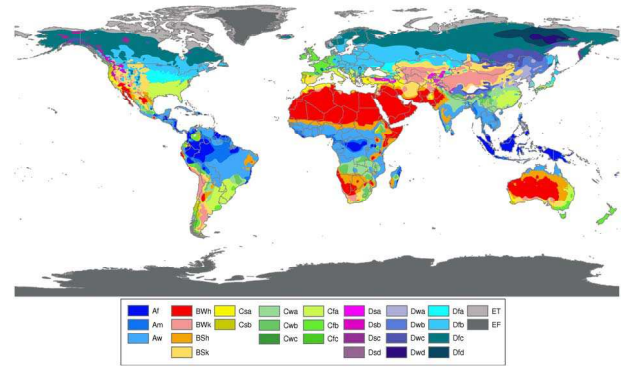 Af BWh Csa Cwa Cfa Dsa Dwa Dfa ET
Am BWk Csb Cwb Cfb Dsb Dwb Dfb EF
Aw BSh Cwc Cfc Dsc Dwc Dfc
BSk Dsd Dwd Dfd